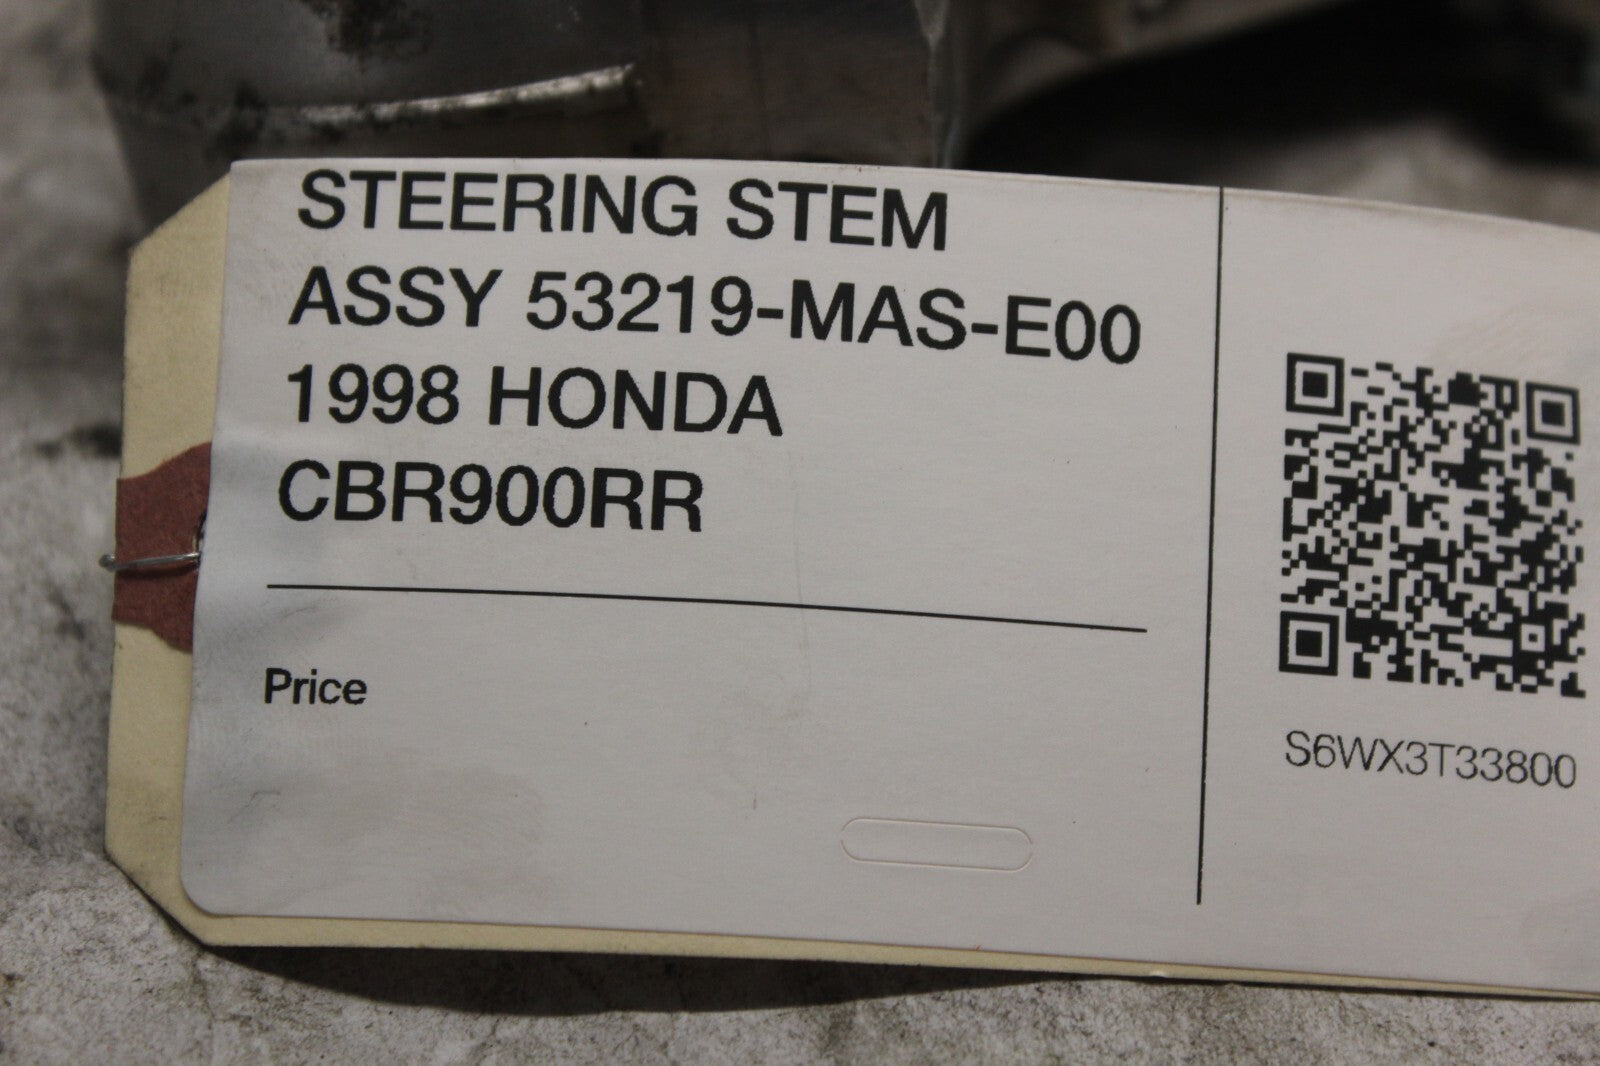 STEERING STEM
ASSY 53219-MAS-E00
1998 HONDA
CBR900RR
Price
S6WX3T33800